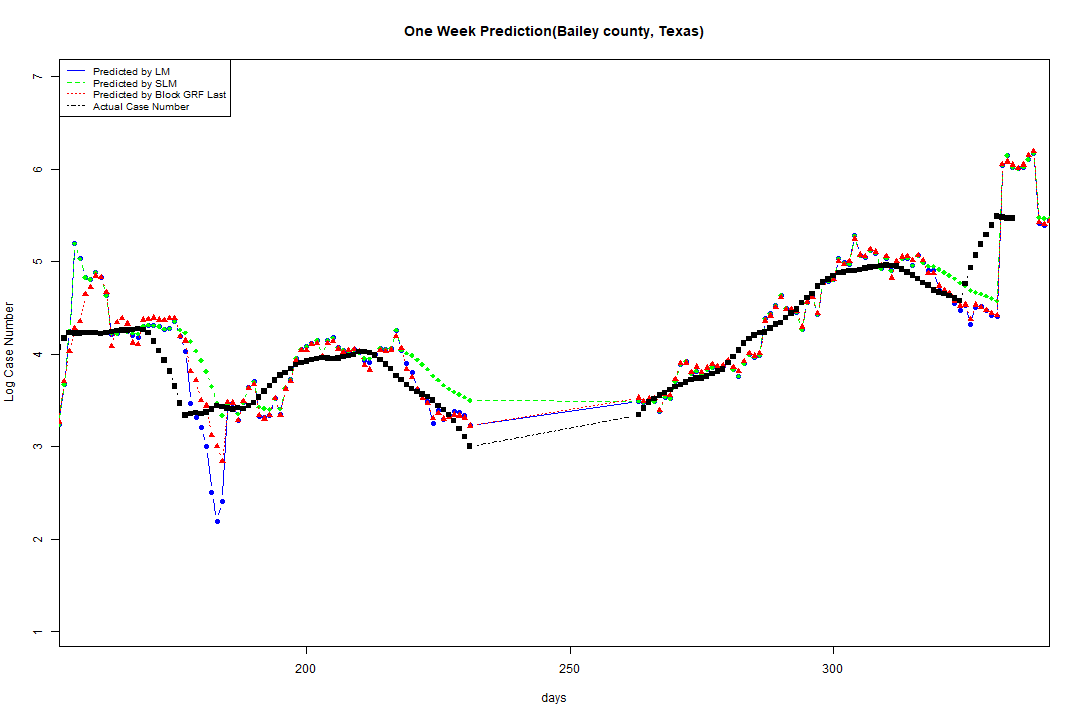 One Week Prediction(Bailey county, Texas)
Predicted by LM
Predicted by SLM
Predicted by Block GRF Last
Actual Case Number
7
6
5
4
3
2
1
Log Case Number
200 250 300
days